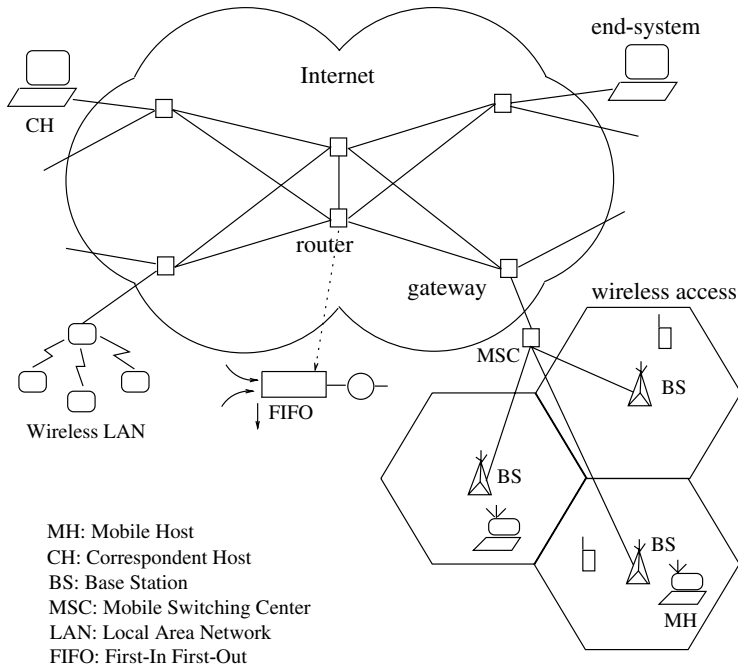 end-system
Internet
CH
router
gateway
wireless access
MSC
BS
FIFO
Wireless LAN
BS
BS
MH
MH: Mobile Host
CH: Correspondent Host
BS: Base Station
MSC: Mobile Switching Center
LAN: Local Area Network
FIFO: First-In First-Out